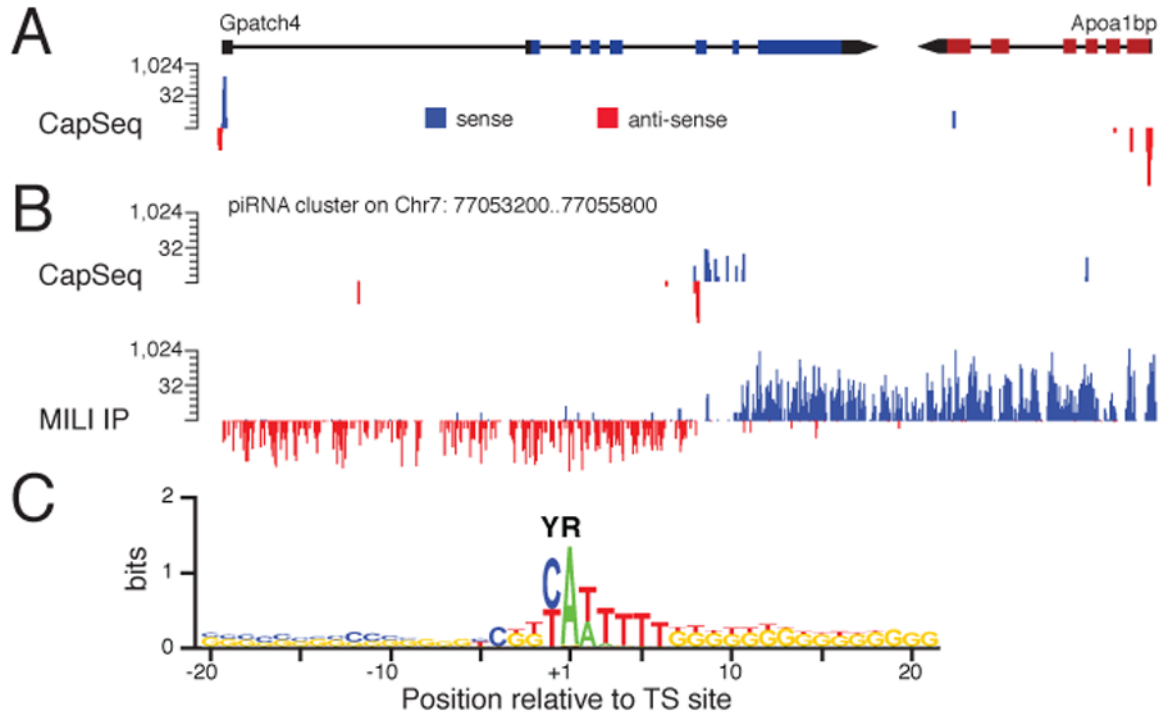 A
Gpatch4 Apoa1bp
1,024
32
CapSeq
sense anti-sense
B
piRNA cluster on Chr7: 77053200..77055800
1,024
32
CapSeq
1,024
32
MILI IP
C
2
YR
bits
1
0
-20 -10 +1 10 20
Position relative to TS site